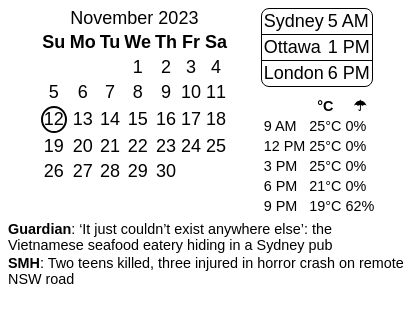 November 2023
Su Mo Tu We Th Fr Sa
1 2 3 4
5 6 7 8 9 10 11
12 13 14 15 16 17 18
19 20 21 22 23 24 25
26 27 28 29 30
Sydney 5 AM
Ottawa 1 PM
London 6 PM
°C ☂
9 AM 25°C 0%
12 PM 25°C 0%
3 PM 25°C 0%
6 PM 21°C 0%
9 PM 19°C 62%
Guardian: ‘It just couldn’t exist anywhere else’: the
Vietnamese seafood eatery hiding in a Sydney pub
SMH: Two teens killed, three injured in horror crash on remote
NSW road